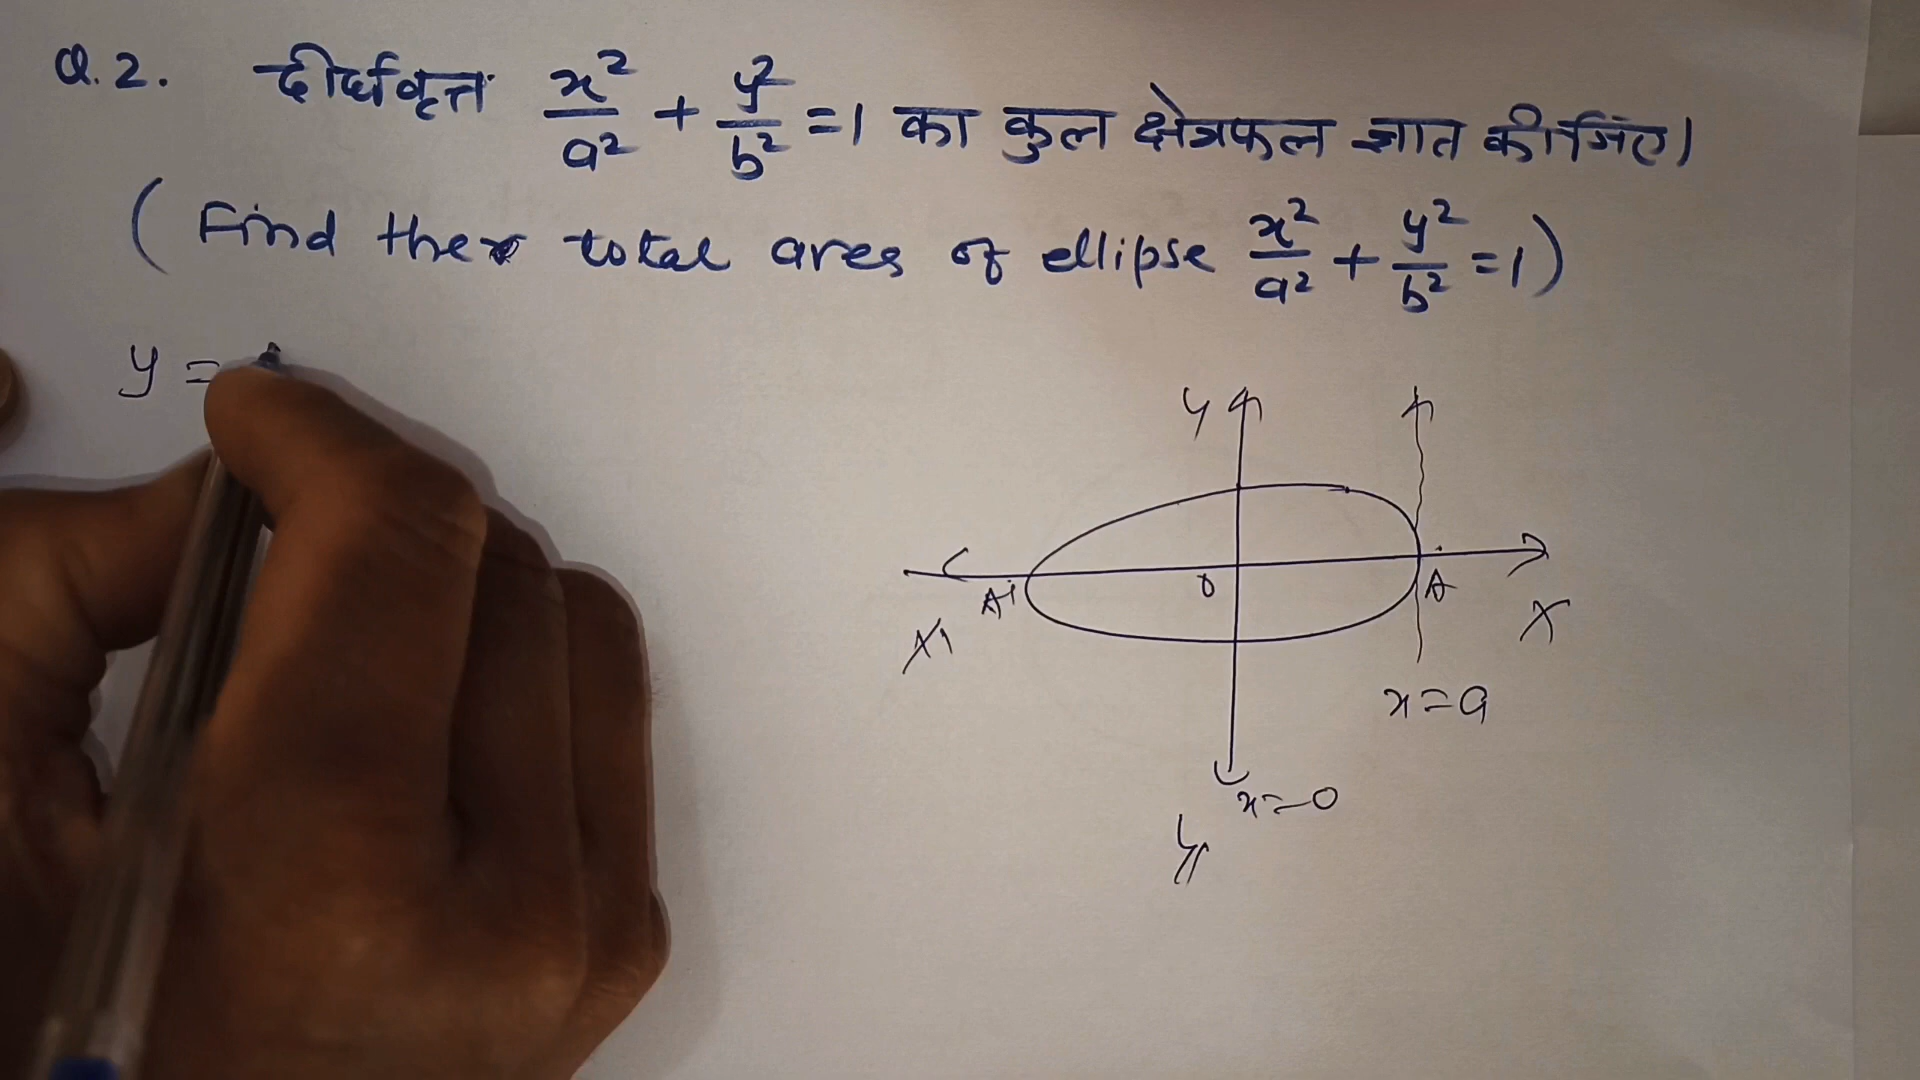 Q.2. दीर्घवृत्त x²/a² + y²/b² = 1 का कुल क्षेत्रफल ज्ञात कीजिए।
(Find the total area of ellipse x²/a² + y²/b² = 1)
y =
Y
A' O A
X' X
x=a
x=0
Y'